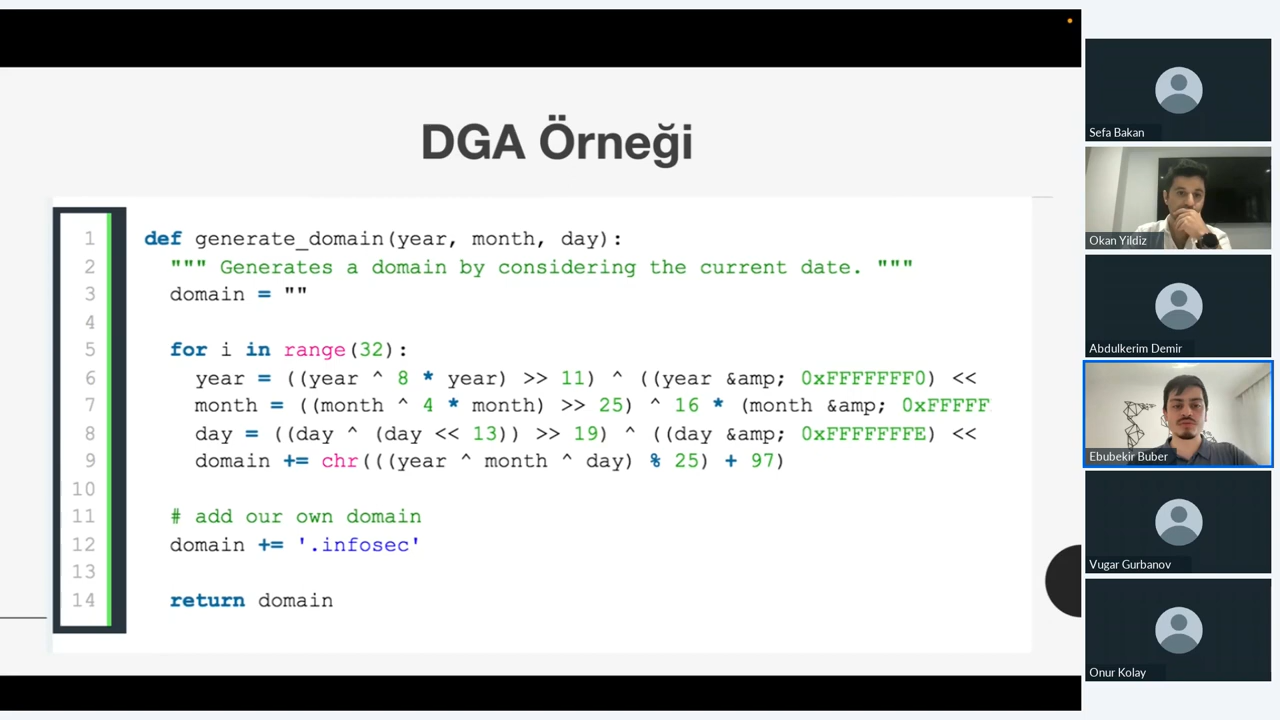 DGA Örneği
1 def generate_domain(year, month, day):
2 """ Generates a domain by considering the current date. """
3 domain = ""
4
5 for i in range(32):
6 year = ((year ^ 8 * year) >> 11) ^ ((year &amp; 0xFFFFFFF0) <<
7 month = ((month ^ 4 * month) >> 25) ^ 16 * (month &amp; 0xFFFFF
8 day = ((day ^ (day << 13)) >> 19) ^ ((day &amp; 0xFFFFFFFE) <<
9 domain += chr(((year ^ month ^ day) % 25) + 97)
10
11 # add our own domain
12 domain += '.infosec'
13
14 return domain
Sefa Bakan
Okan Yildiz
Abdulkerim Demir
Ebubekir Buber
Vugar Gurbanov
Onur Kolay